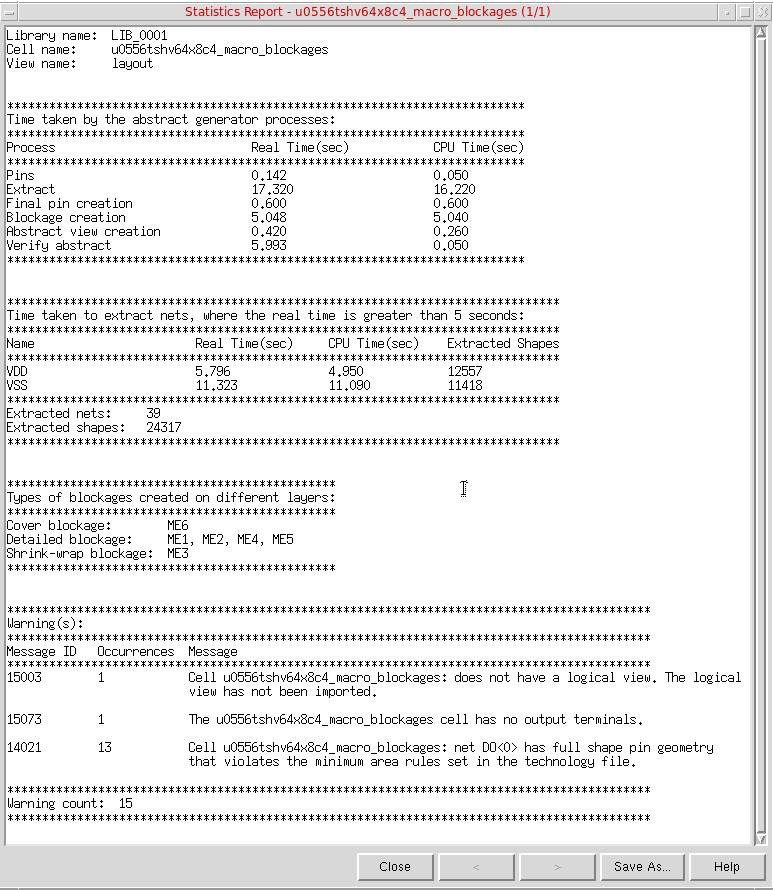 Statistics Report - u0556tshv64x8c4_macro_blockages (1/1)
Library name:  LIB_0001
Cell name:     u0556tshv64x8c4_macro_blockages
View name:     layout
**************************************************************************
Time taken by the abstract generator processes:
**************************************************************************
Process                            Real Time(sec)            CPU Time(sec)
**************************************************************************
Pins                               0.142                     0.050
Extract                            17.320                    16.220
Final pin creation                 0.600                     0.600
Blockage creation                  5.048                     5.040
Abstract view creation             0.420                     0.260
Verify abstract                    5.993                     0.050
**************************************************************************
*******************************************************************************
Time taken to extract nets, where the real time is greater than 5 seconds:
*******************************************************************************
Name                       Real Time(sec)     CPU Time(sec)    Extracted Shapes
*******************************************************************************
VDD                        5.796              4.950            12557
VSS                        11.323             11.090           11418
*******************************************************************************
Extracted nets:     39
Extracted shapes:   24317
*******************************************************************************
***********************************************
Types of blockages created on different layers:
***********************************************
Cover blockage:        ME6
Detailed blockage:     ME1, ME2, ME4, ME5
Shrink-wrap blockage:  ME3
***********************************************
********************************************************************************************
Warning(s):
********************************************************************************************
Message ID   Occurrences  Message
********************************************************************************************
15003        1            Cell u0556tshv64x8c4_macro_blockages: does not have a logical view. The logical
view has not been imported.
15073        1            The u0556tshv64x8c4_macro_blockages cell has no output terminals.
14021        13           Cell u0556tshv64x8c4_macro_blockages: net DO<0> has full shape pin geometry
that violates the minimum area rules set in the technology file.
********************************************************************************************
Warning count:  15
********************************************************************************************
Close < > Save As... Help